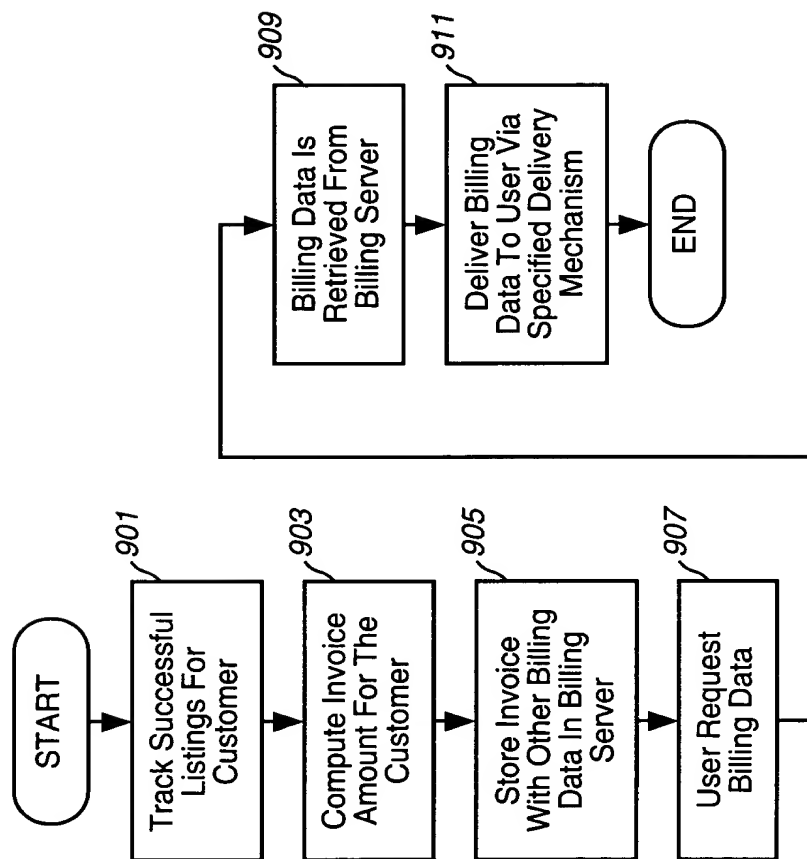 START
901
Track Successful
Listings For
Customer
903
Compute Invoice
Amount For The
Customer
905
Store Invoice
With Other Billing
Data In Billing
Server
907
User Request
Billing Data
909
Billing Data Is
Retrieved From
Billing Server
911
Deliver Billing
Data To User Via
Specified Delivery
Mechanism
END